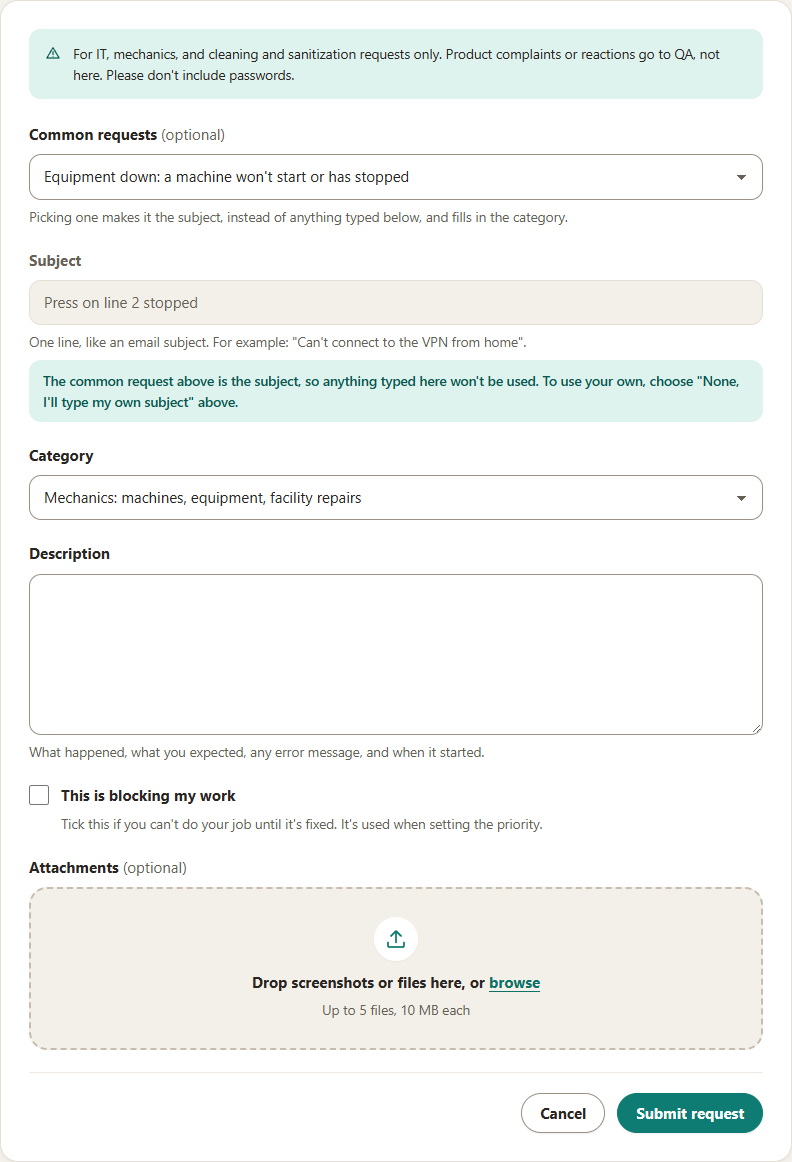 For IT, mechanics, and cleaning and sanitization requests only. Product complaints or reactions go to QA, not
here. Please don't include passwords.
Common requests (optional)
Equipment down: a machine won't start or has stopped
Picking one makes it the subject, instead of anything typed below, and fills in the category.
Subject
Press on line 2 stopped
One line, like an email subject. For example: "Can't connect to the VPN from home".
The common request above is the subject, so anything typed here won't be used. To use your own, choose "None,
I'll type my own subject" above.
Category
Mechanics: machines, equipment, facility repairs
Description
What happened, what you expected, any error message, and when it started.
This is blocking my work
Tick this if you can't do your job until it's fixed. It's used when setting the priority.
Attachments (optional)
Drop screenshots or files here, or browse
Up to 5 files, 10 MB each
Cancel
Submit request